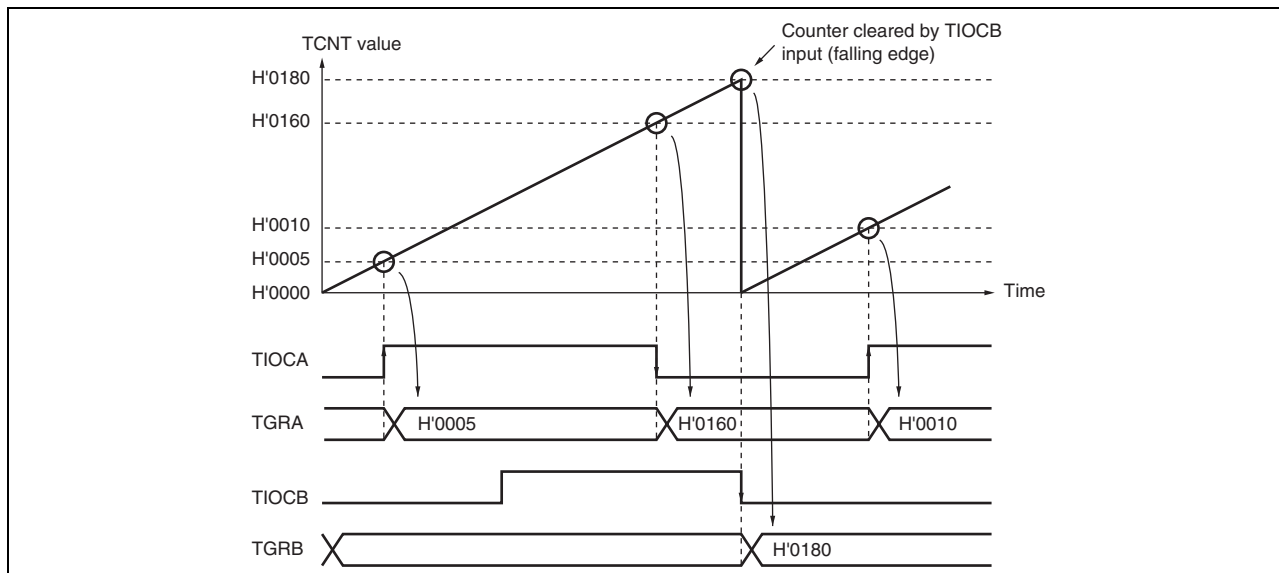 Counter cleared by TIOCB
input (falling edge)
TCNT value
H'0180
H'0160
H'0010
H'0005
H'0000
Time
TIOCA
TGRA
H'0005
H'0160
H'0010
TIOCB
TGRB
H'0180